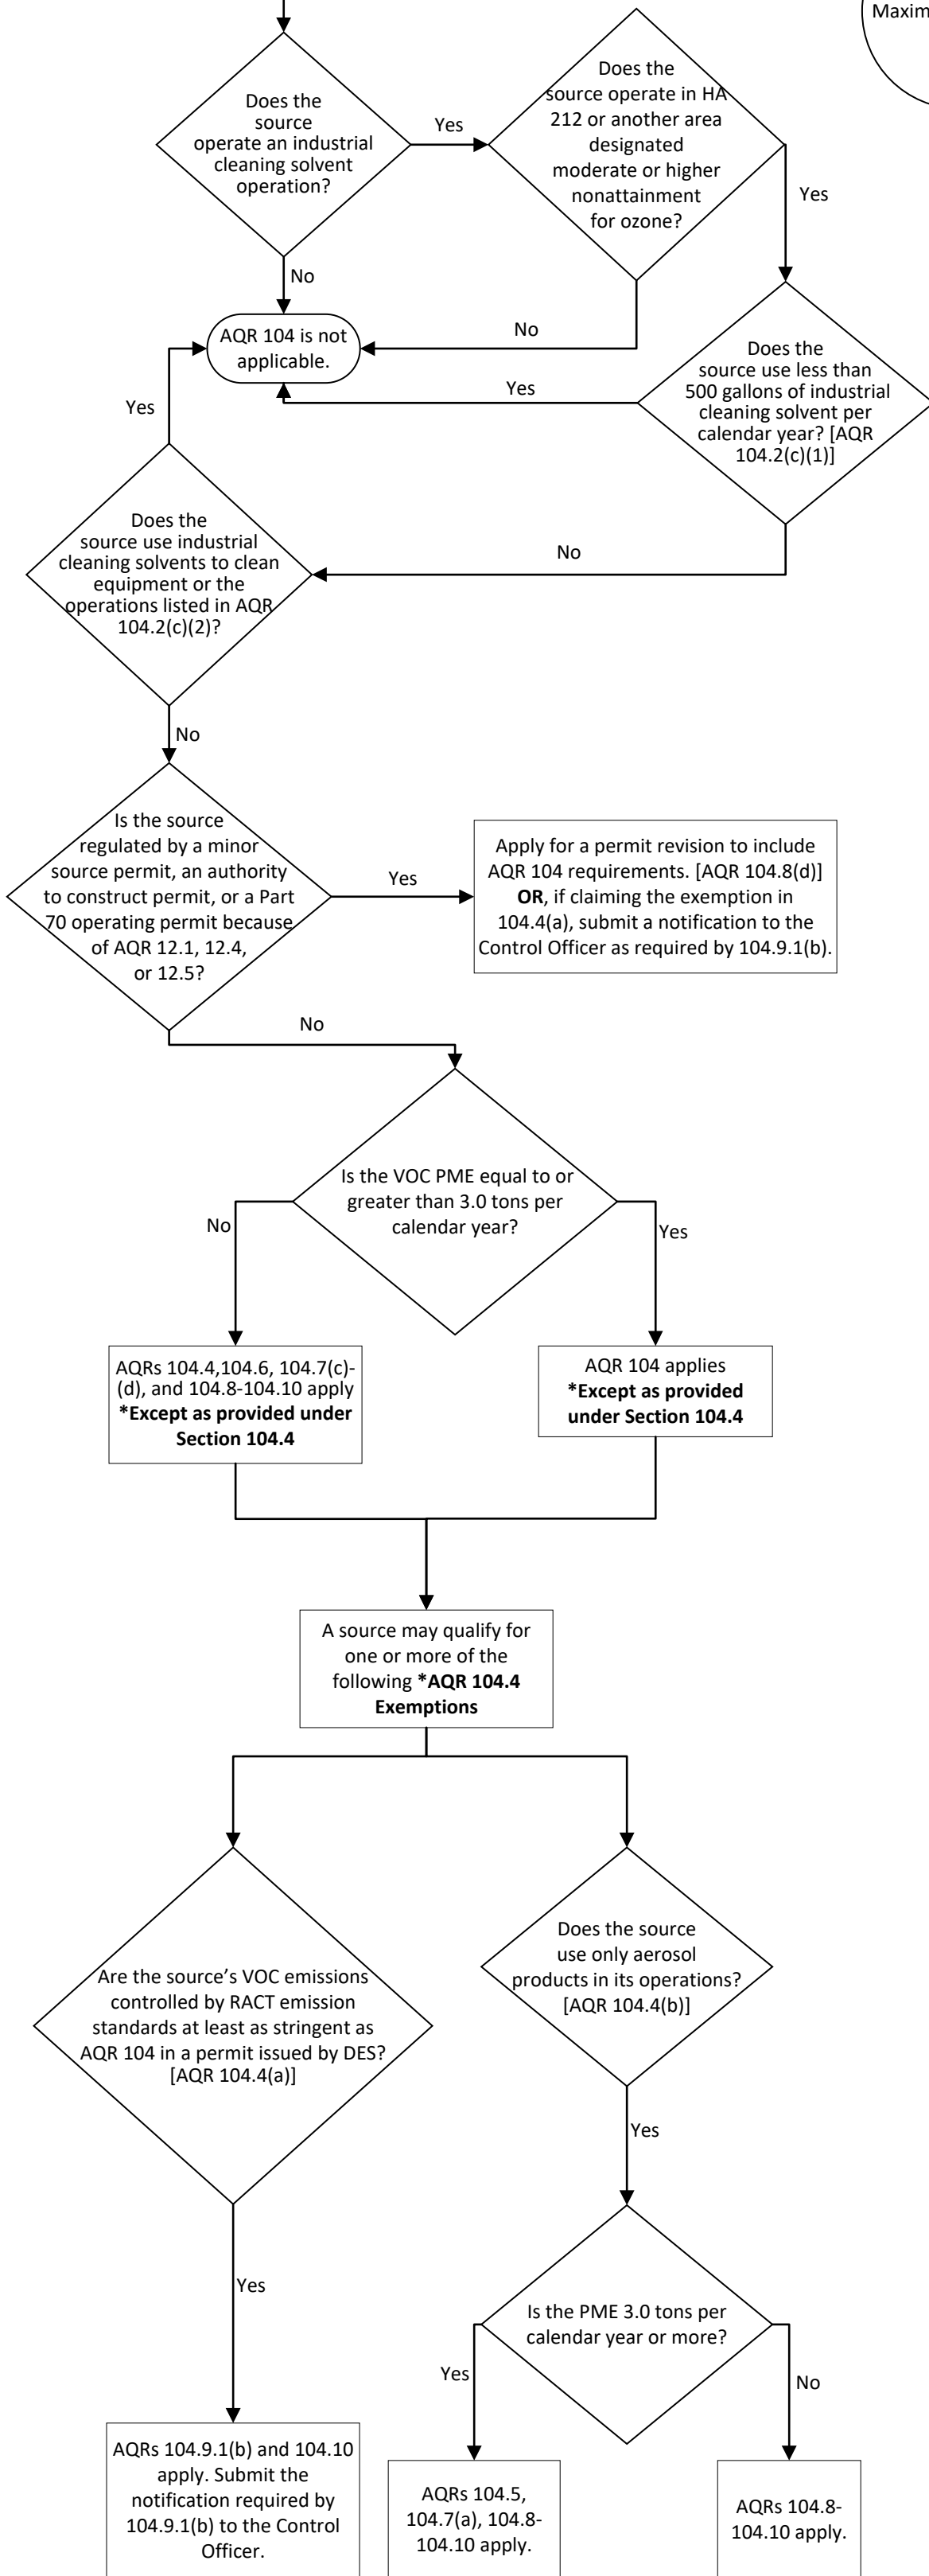 Maxim
Does the
source
operate an industrial
cleaning solvent
operation?
Yes
Does the
source operate in HA
212 or another area
designated
moderate or higher
nonattainment
for ozone?
Yes
No
No
AQR 104 is not
applicable.
Yes
Does the
source use less than
500 gallons of industrial
cleaning solvent per
calendar year? [AQR
104.2(c)(1)]
Yes
No
Does the
source use industrial
cleaning solvents to clean
equipment or the
operations listed in AQR
104.2(c)(2)?
No
Is the source
regulated by a minor
source permit, an authority
to construct permit, or a Part
70 operating permit because
of AQR 12.1, 12.4,
or 12.5?
Yes
Apply for a permit revision to include
AQR 104 requirements. [AQR 104.8(d)]
OR, if claiming the exemption in
104.4(a), submit a notification to the
Control Officer as required by 104.9.1(b).
No
Is the VOC PME equal to or
greater than 3.0 tons per
calendar year?
No
Yes
AQRs 104.4,104.6, 104.7(c)-
(d), and 104.8-104.10 apply
*Except as provided under
Section 104.4
AQR 104 applies
*Except as provided
under Section 104.4
A source may qualify for
one or more of the
following *AQR 104.4
Exemptions
Are the source’s VOC emissions
controlled by RACT emission
standards at least as stringent as
AQR 104 in a permit issued by DES?
[AQR 104.4(a)]
Does the source
use only aerosol
products in its operations?
[AQR 104.4(b)]
Yes
Yes
Is the PME 3.0 tons per
calendar year or more?
Yes
No
AQRs 104.9.1(b) and 104.10
apply. Submit the
notification required by
104.9.1(b) to the Control
Officer.
AQRs 104.5,
104.7(a), 104.8-
104.10 apply.
AQRs 104.8-
104.10 apply.